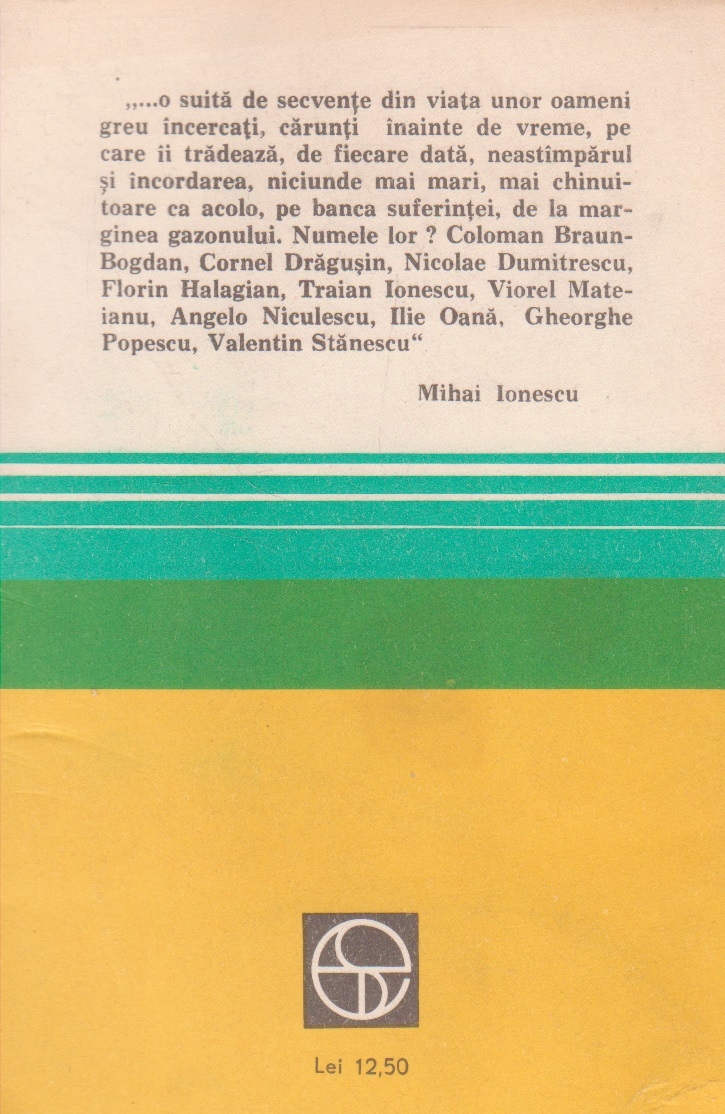 „...o suită de secvențe din viața unor oameni
greu incercați, cărunți înainte de vreme, pe
care ii trădează, de fiecare dată, neastîmpărul
și încordarea, niciunde mai mari, mai chinui-
toare ca acolo, pe banca suferinței, de la mar-
ginea gazonului. Numele lor ? Coloman Braun-
Bogdan, Cornel Drăgușin, Nicolae Dumitrescu,
Florin Halagian, Traian Ionescu, Viorel Mate-
ianu, Angelo Niculescu, Ilie Oană, Gheorghe
Popescu, Valentin Stănescu“
Mihai Ionescu
Lei 12,50